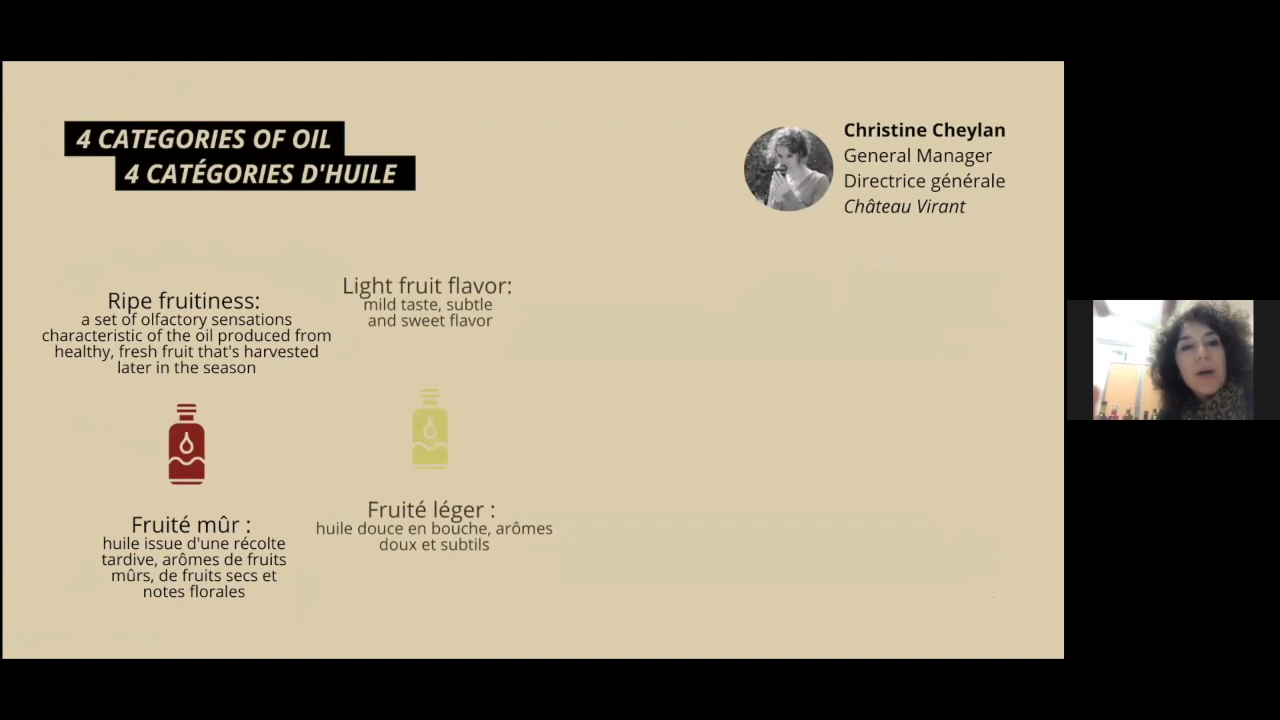 4 CATEGORIES OF OIL
4 CATÉGORIES D'HUILE
Christine Cheylan
General Manager
Directrice générale
Château Virant
Ripe fruitiness:
a set of olfactory sensations
characteristic of the oil produced from
healthy, fresh fruit that's harvested
later in the season
Light fruit flavor:
mild taste, subtle
and sweet flavor
Fruité mûr :
huile issue d'une récolte
tardive, arômes de fruits
mûrs, de fruits secs et
notes florales
Fruité léger :
huile douce en bouche, arômes
doux et subtils